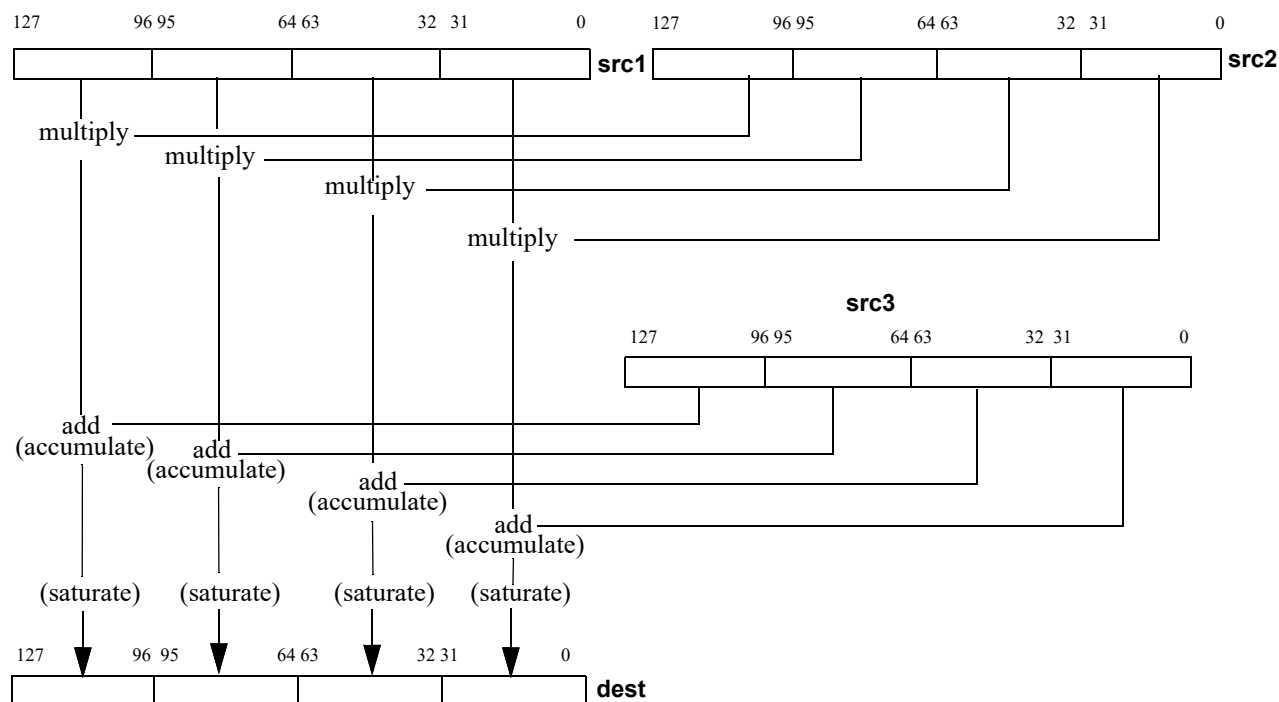 127 96 95 64 63 32 31 0 127 96 95 64 63 32 31 0
src1 src2
multiply
multiply
multiply
multiply
src3
127 96 95 64 63 32 31 0
add
(accumulate)
add
(accumulate)
add
(accumulate)
add
(accumulate)
(saturate) (saturate) (saturate) (saturate)
127 96 95 64 63 32 31 0
dest